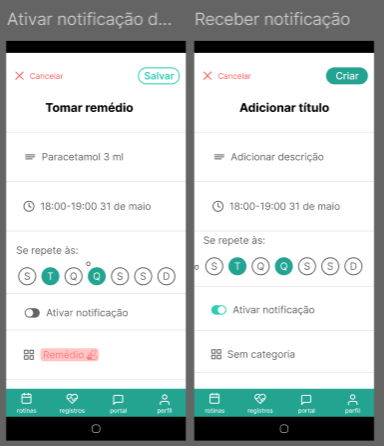 Ativar notificação d...
Cancelar
Salvar
Tomar remédio
Paracetamol 3 ml
18:00-19:00 31 de maio
Se repete às:
S T Q Q S S D
Ativar notificação
Remédio
rotinas registros portal perfil
Receber notificação
Cancelar
Criar
Adicionar título
Adicionar descrição
18:00-19:00 31 de maio
Se repete às:
S T Q Q S S D
Ativar notificação
Sem categoria
rotinas registros portal perfil